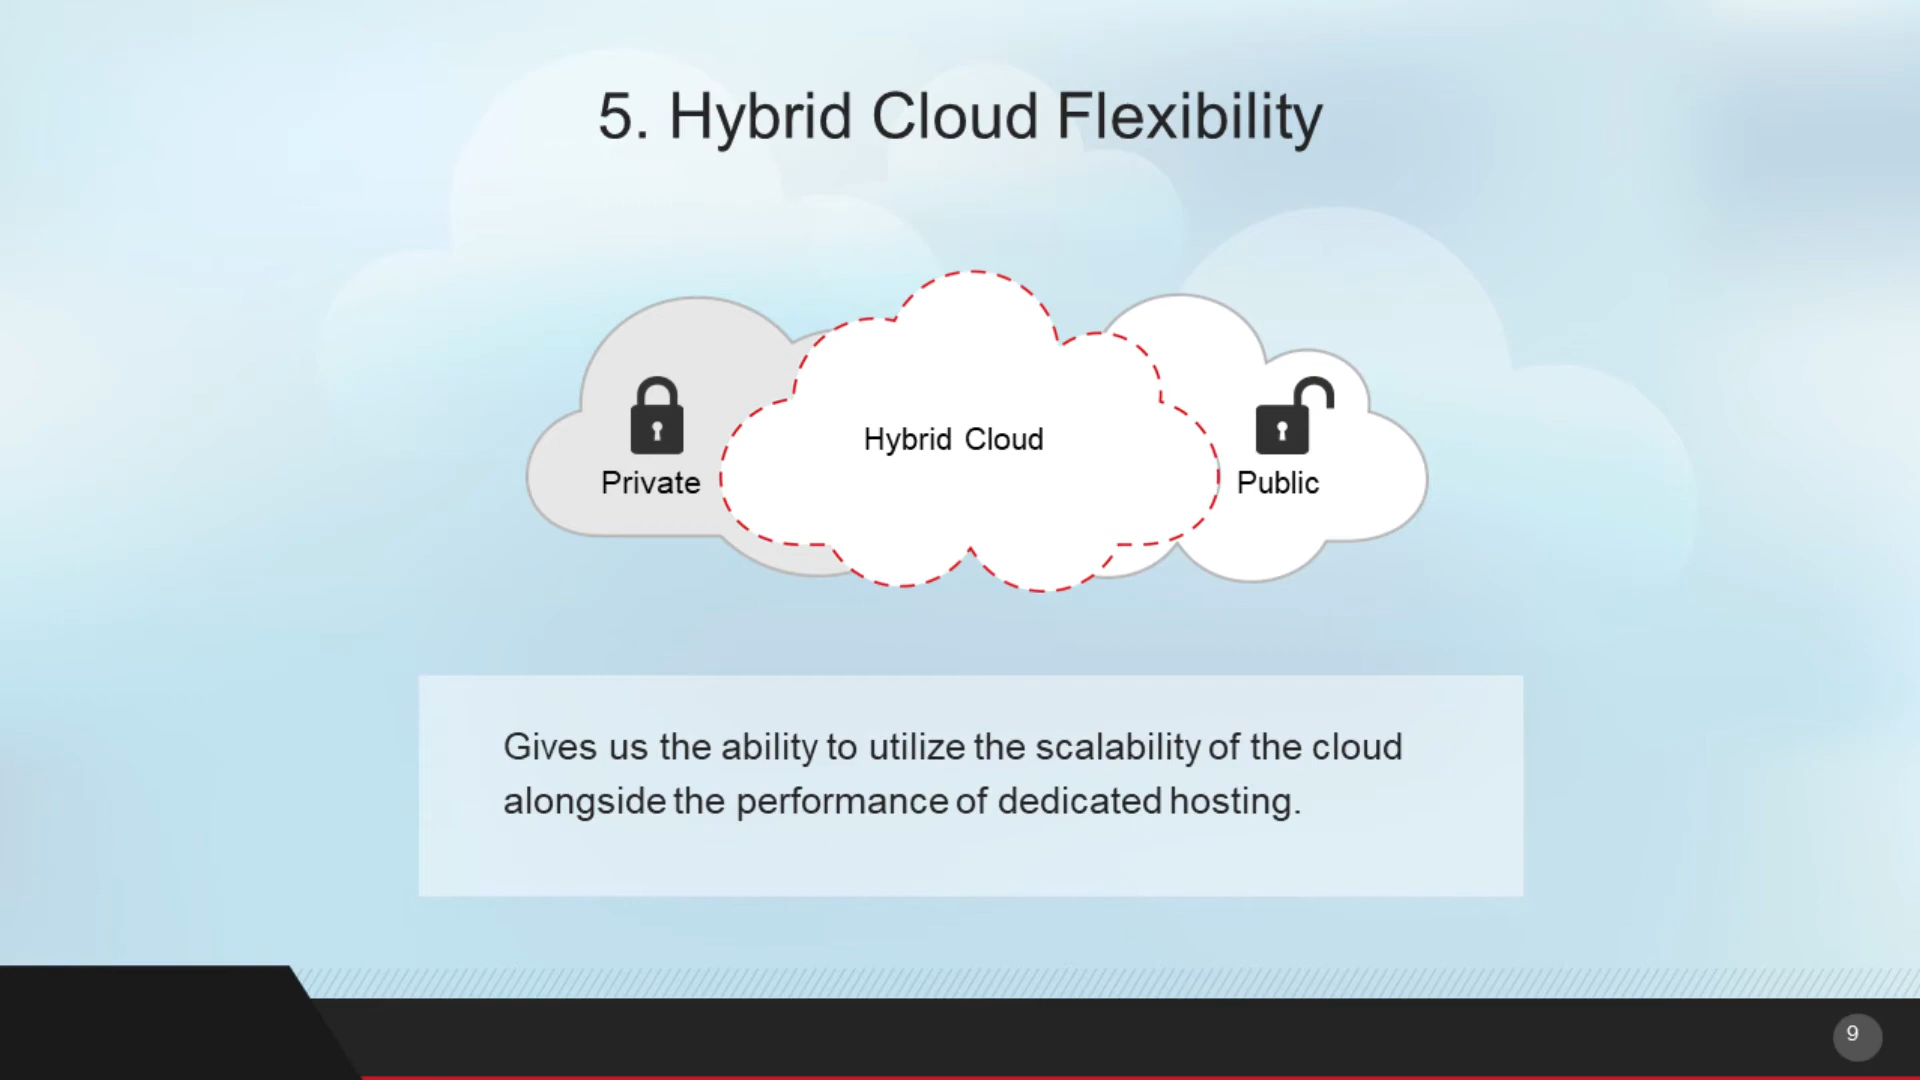 5. Hybrid Cloud Flexibility
Hybrid Cloud
Private
Public
Gives us the ability to utilize the scalability of the cloud
alongside the performance of dedicated hosting.
9